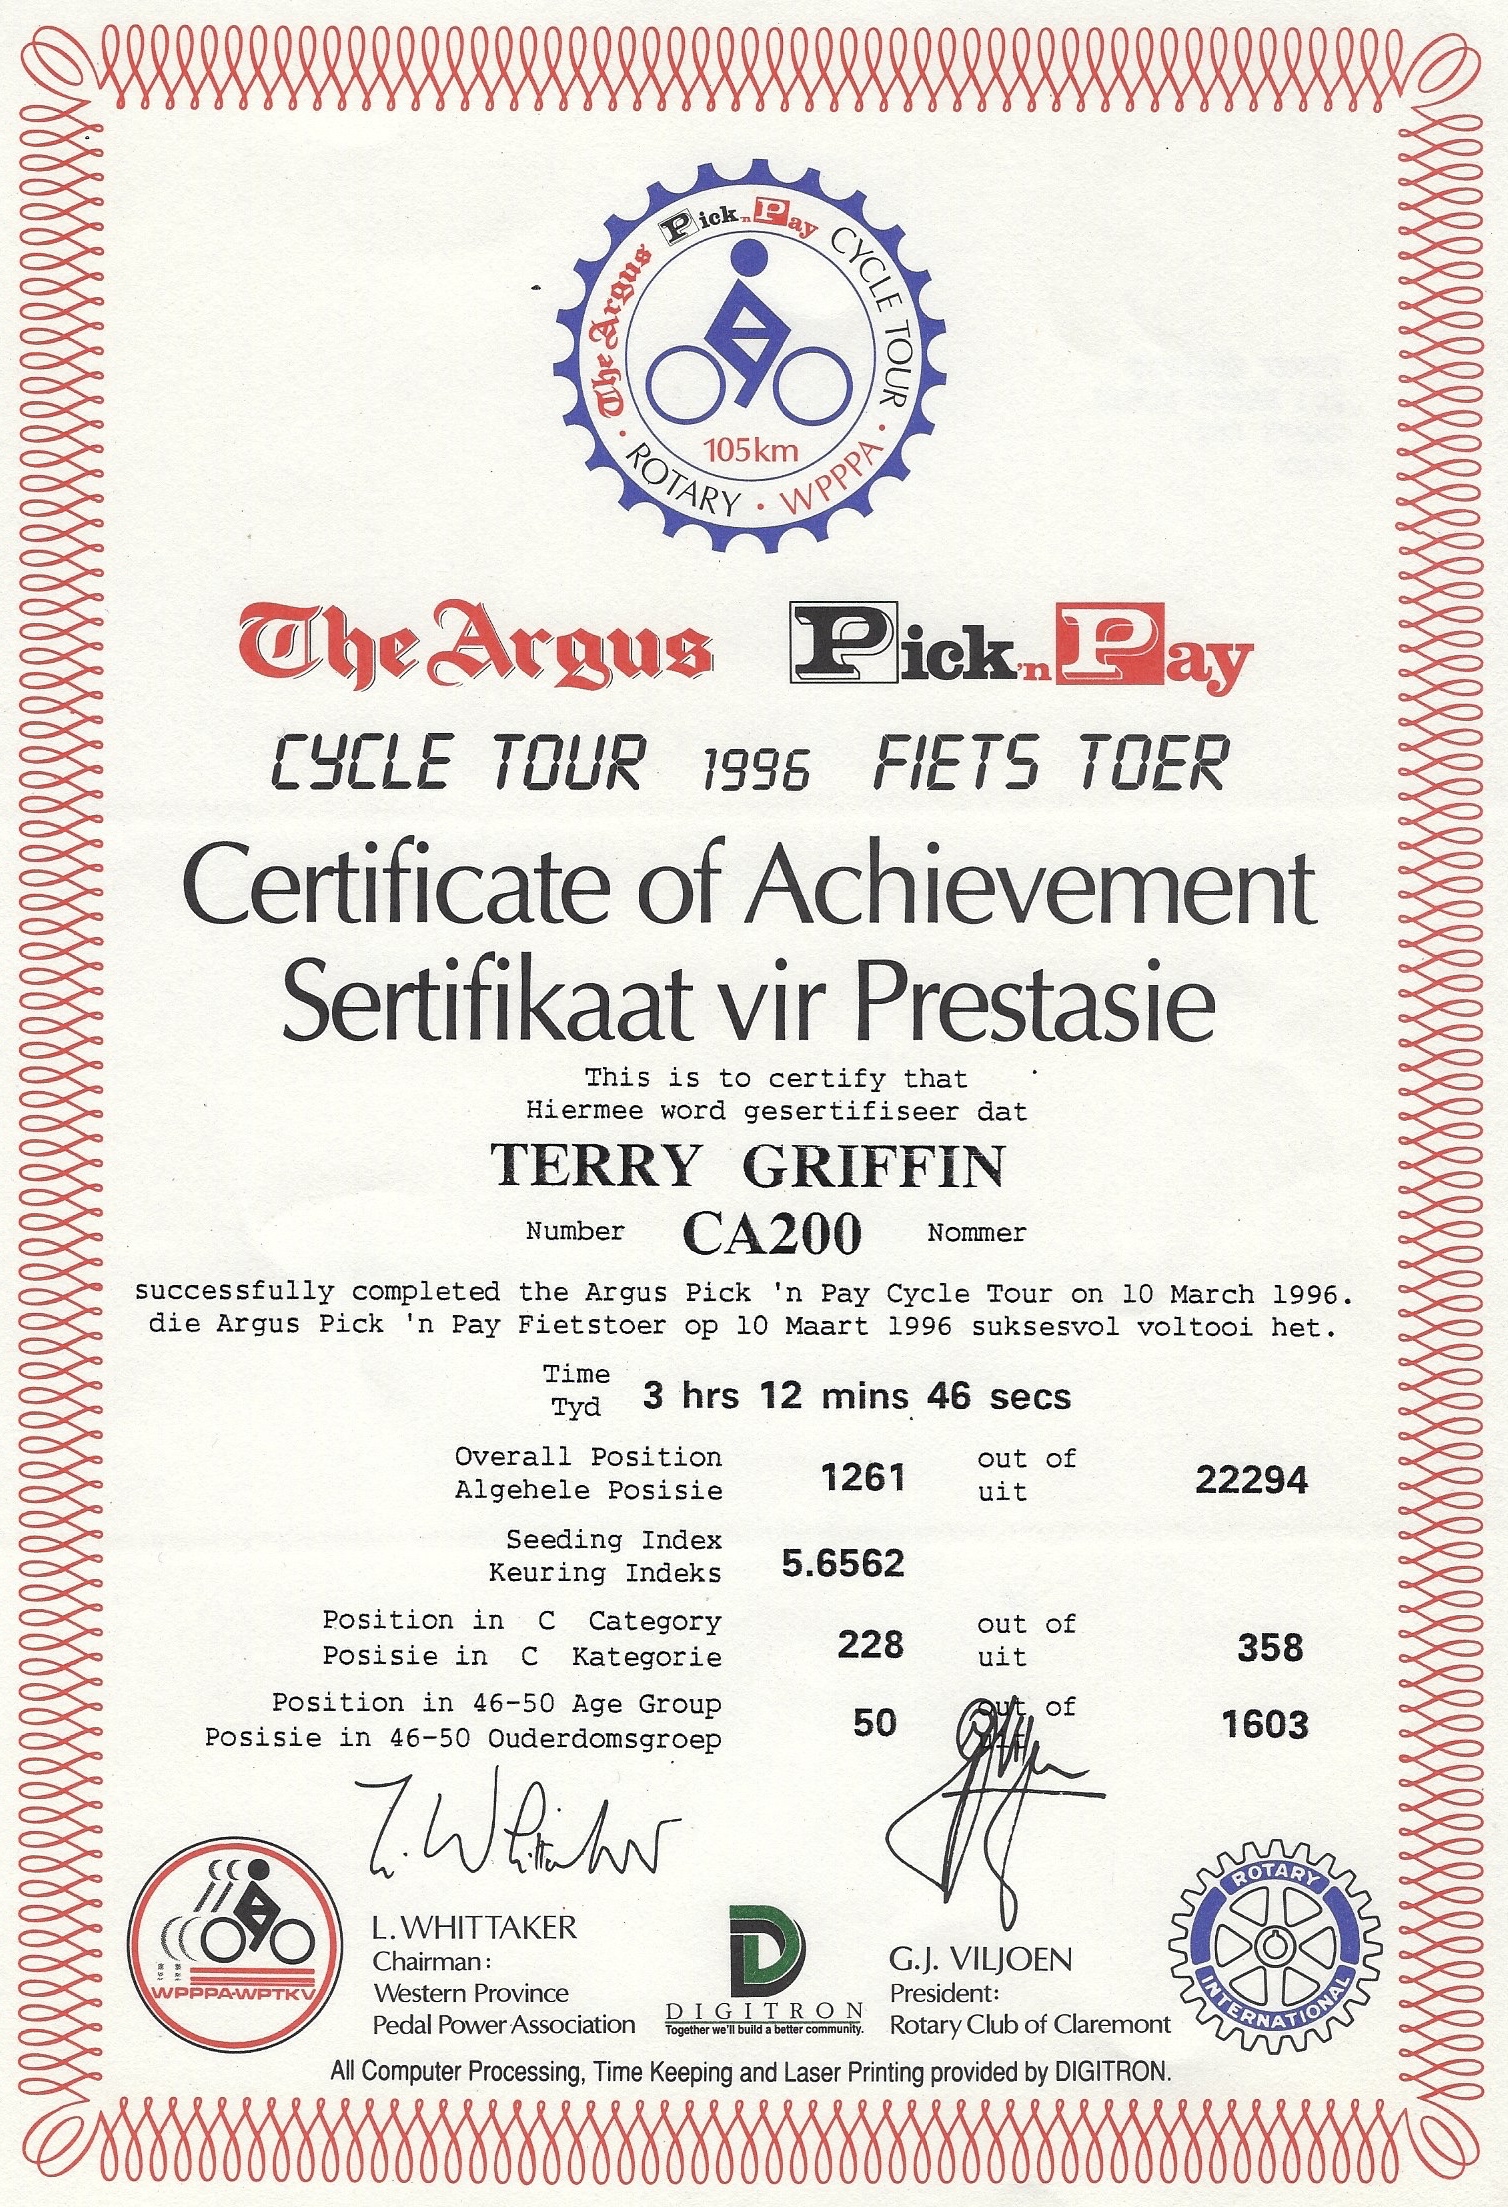 The Argus Pick 'n Pay CYCLE TOUR
105km
ROTARY · WPPPA
The Argus Pick 'n Pay
CYCLE TOUR 1996 FIETS TOER
Certificate of Achievement
Sertifikaat vir Prestasie
This is to certify that
Hiermee word gesertifiseer dat
TERRY GRIFFIN
Number CA200 Nommer
successfully completed the Argus Pick 'n Pay Cycle Tour on 10 March 1996.
die Argus Pick 'n Pay Fietstoer op 10 Maart 1996 suksesvol voltooi het.
Time
Tyd 3 hrs 12 mins 46 secs
Overall Position out of
1261 22294
Algehele Posisie uit
Seeding Index
5.6562
Keuring Indeks
Position in C Category out of
228 358
Posisie in C Kategorie uit
Position in 46-50 Age Group out of
50 1603
Posisie in 46-50 Ouderdomsgroep uit
L. Whittaker
L. WHITTAKER
Chairman:
Western Province
Pedal Power Association
WPPPA-WPTKV
DIGITRON
Together we'll build a better community.
G.J. VILJOEN
President:
Rotary Club of Claremont
ROTARY
INTERNATIONAL
All Computer Processing, Time Keeping and Laser Printing provided by DIGITRON.